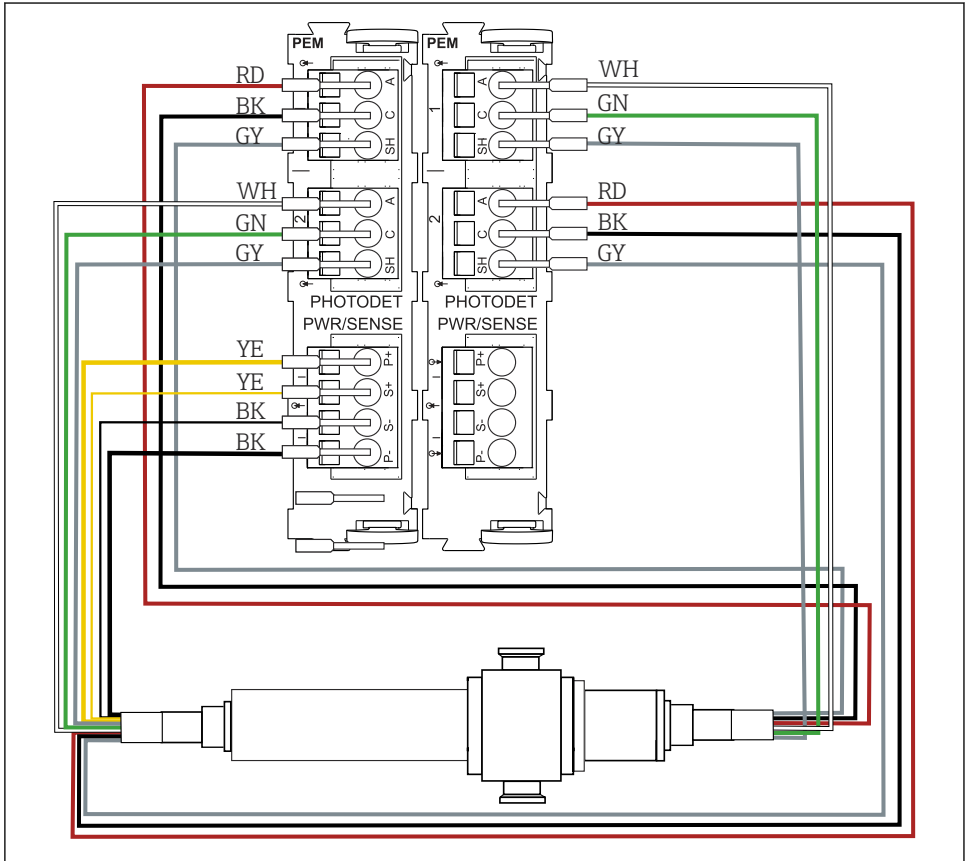 PEM PEM
RD A A WH
BK C 1 C GN
GY SH SH GY
WH A A RD
GN 2 C 2 C BK
GY SH SH GY
PHOTODET PHOTODET
PWR/SENSE PWR/SENSE
YE P+ P+
YE S+ S+
BK S- S-
BK P- P-